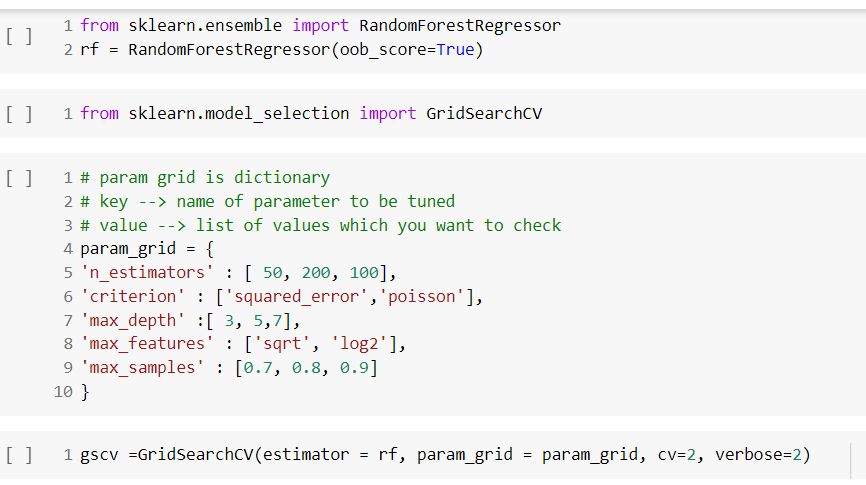 [ ] 1 from sklearn.ensemble import RandomForestRegressor
2 rf = RandomForestRegressor(oob_score=True)
[ ] 1 from sklearn.model_selection import GridSearchCV
[ ] 1 # param grid is dictionary
2 # key --> name of parameter to be tuned
3 # value --> list of values which you want to check
4 param_grid = {
5 'n_estimators' : [ 50, 200, 100],
6 'criterion' : ['squared_error','poisson'],
7 'max_depth' :[ 3, 5,7],
8 'max_features' : ['sqrt', 'log2'],
9 'max_samples' : [0.7, 0.8, 0.9]
10 }
[ ] 1 gscv =GridSearchCV(estimator = rf, param_grid = param_grid, cv=2, verbose=2)